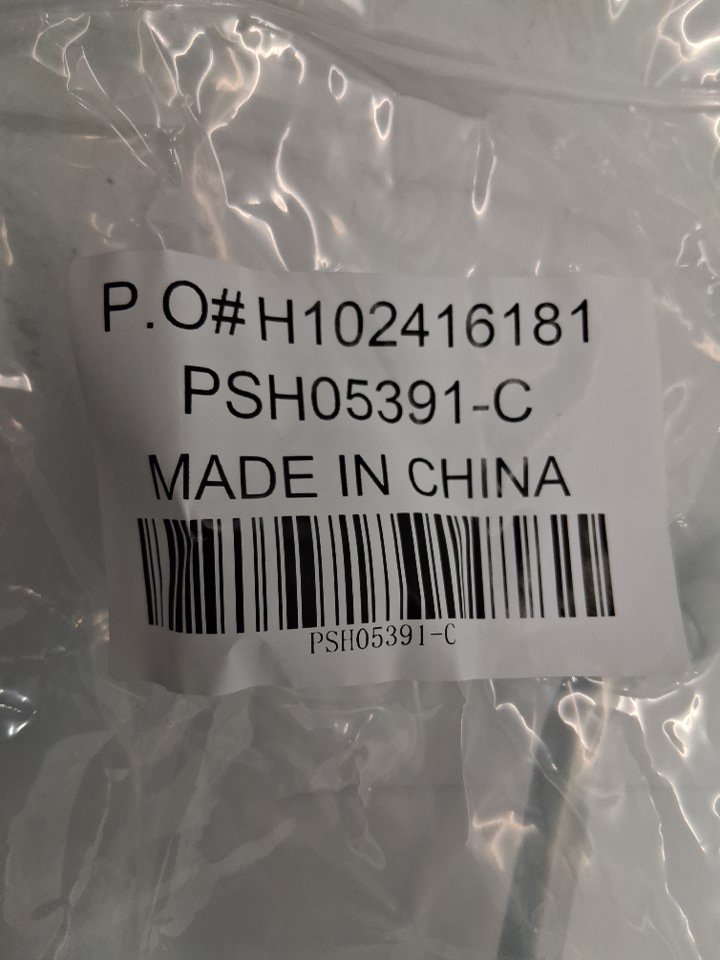 P.O# H102416181
PSH05391-C
MADE IN CHINA
PSH05391-C